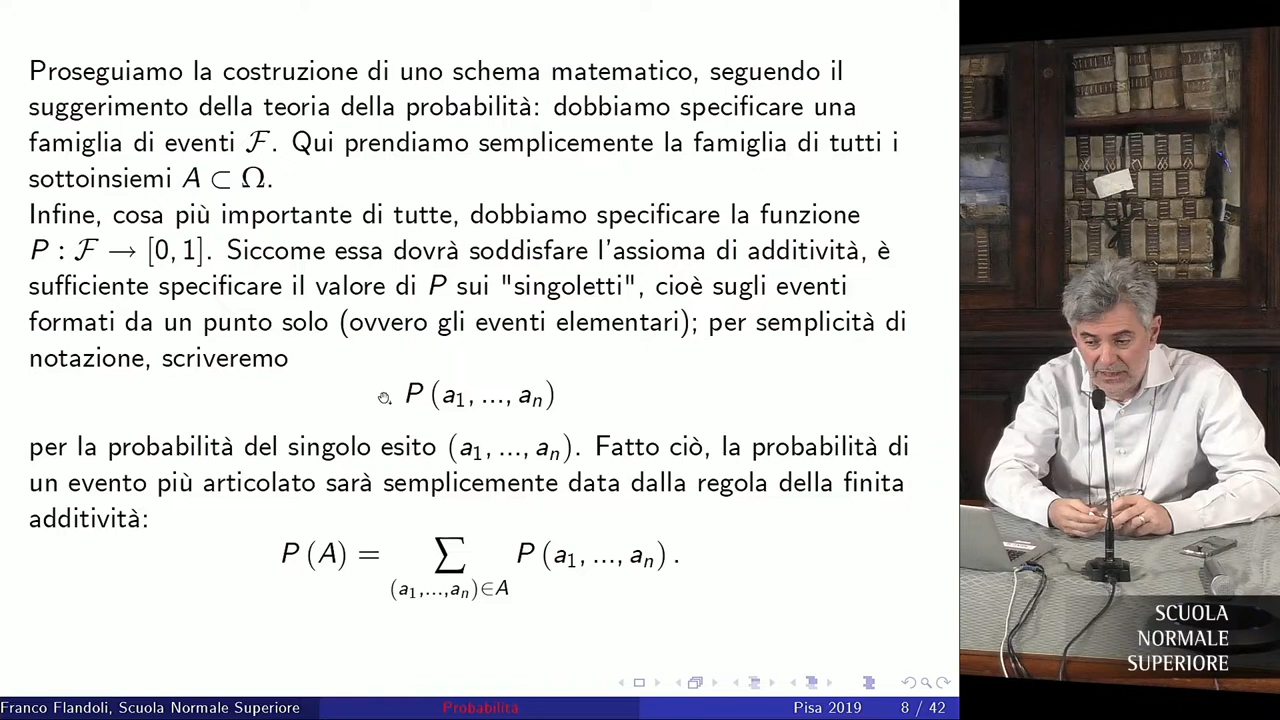 Proseguiamo la costruzione di uno schema matematico, seguendo il
suggerimento della teoria della probabilità: dobbiamo specificare una
famiglia di eventi ℱ. Qui prendiamo semplicemente la famiglia di tutti i
sottoinsiemi A ⊂ Ω.
Infine, cosa più importante di tutte, dobbiamo specificare la funzione
P : ℱ → [0, 1]. Siccome essa dovrà soddisfare l'assioma di additività, è
sufficiente specificare il valore di P sui "singoletti", cioè sugli eventi
formati da un punto solo (ovvero gli eventi elementari); per semplicità di
notazione, scriveremo
P (a₁, ..., aₙ)
per la probabilità del singolo esito (a₁, ..., aₙ). Fatto ciò, la probabilità di
un evento più articolato sarà semplicemente data dalla regola della finita
additività:
P (A) = ∑ P (a₁, ..., aₙ) .
(a₁,...,aₙ)∈A
Franco Flandoli, Scuola Normale Superiore Probabilità Pisa 2019 8 / 42
SCUOLA
NORMALE
SUPERIORE